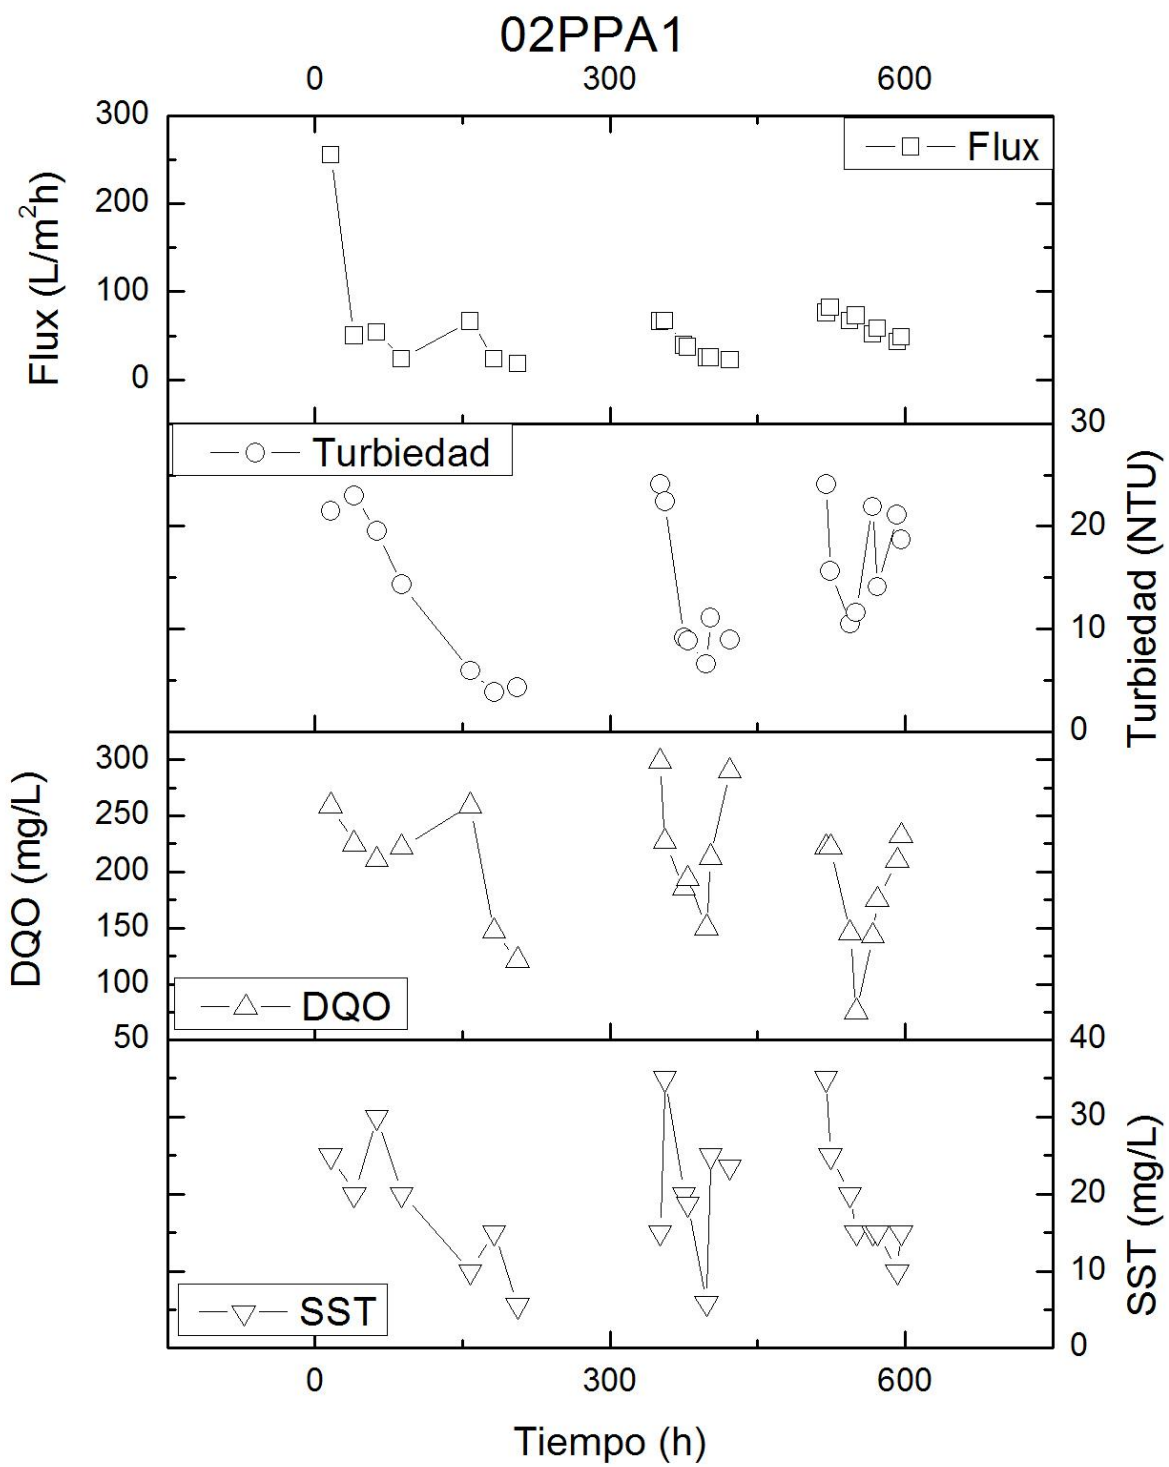 02PPA1
0 300 600
Flux (L/m²h)
300
200
100
0
Flux
Turbiedad (NTU)
30
20
10
0
Turbiedad
DQO (mg/L)
300
250
200
150
100
50
DQO
SST (mg/L)
40
30
20
10
0
SST
0 300 600
Tiempo (h)